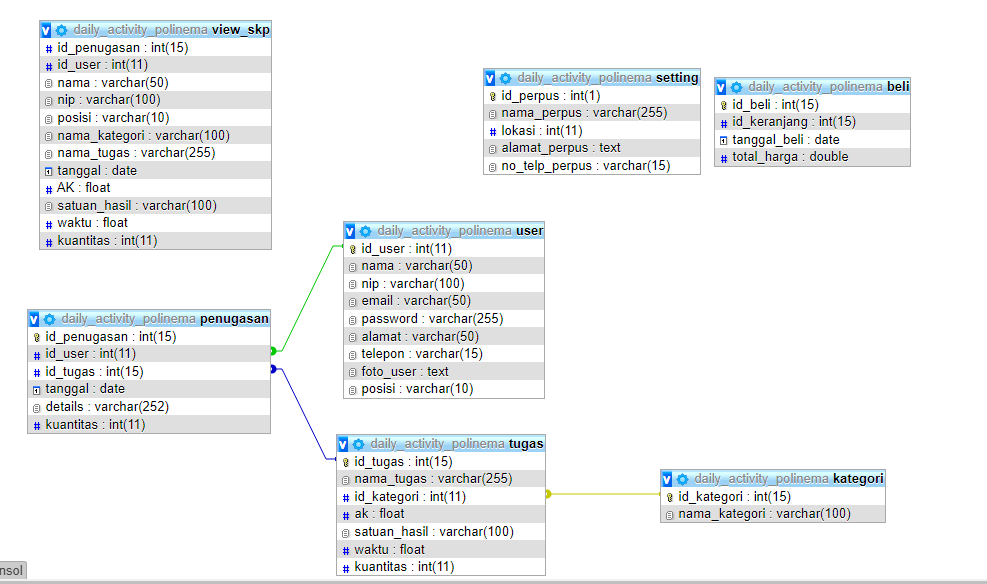 daily_activity_polinema view_skp
id_penugasan : int(15)
id_user : int(11)
nama : varchar(50)
nip : varchar(100)
posisi : varchar(10)
nama_kategori : varchar(100)
nama_tugas : varchar(255)
tanggal : date
AK : float
satuan_hasil : varchar(100)
waktu : float
kuantitas : int(11)
daily_activity_polinema setting
id_perpus : int(1)
nama_perpus : varchar(255)
lokasi : int(11)
alamat_perpus : text
no_telp_perpus : varchar(15)
daily_activity_polinema beli
id_beli : int(15)
id_keranjang : int(15)
tanggal_beli : date
total_harga : double
daily_activity_polinema user
id_user : int(11)
nama : varchar(50)
nip : varchar(100)
email : varchar(50)
password : varchar(255)
alamat : varchar(50)
telepon : varchar(15)
foto_user : text
posisi : varchar(10)
daily_activity_polinema penugasan
id_penugasan : int(15)
id_user : int(11)
id_tugas : int(15)
tanggal : date
details : varchar(252)
kuantitas : int(11)
daily_activity_polinema tugas
id_tugas : int(15)
nama_tugas : varchar(255)
id_kategori : int(11)
ak : float
satuan_hasil : varchar(100)
waktu : float
kuantitas : int(11)
daily_activity_polinema kategori
id_kategori : int(15)
nama_kategori : varchar(100)
nsol